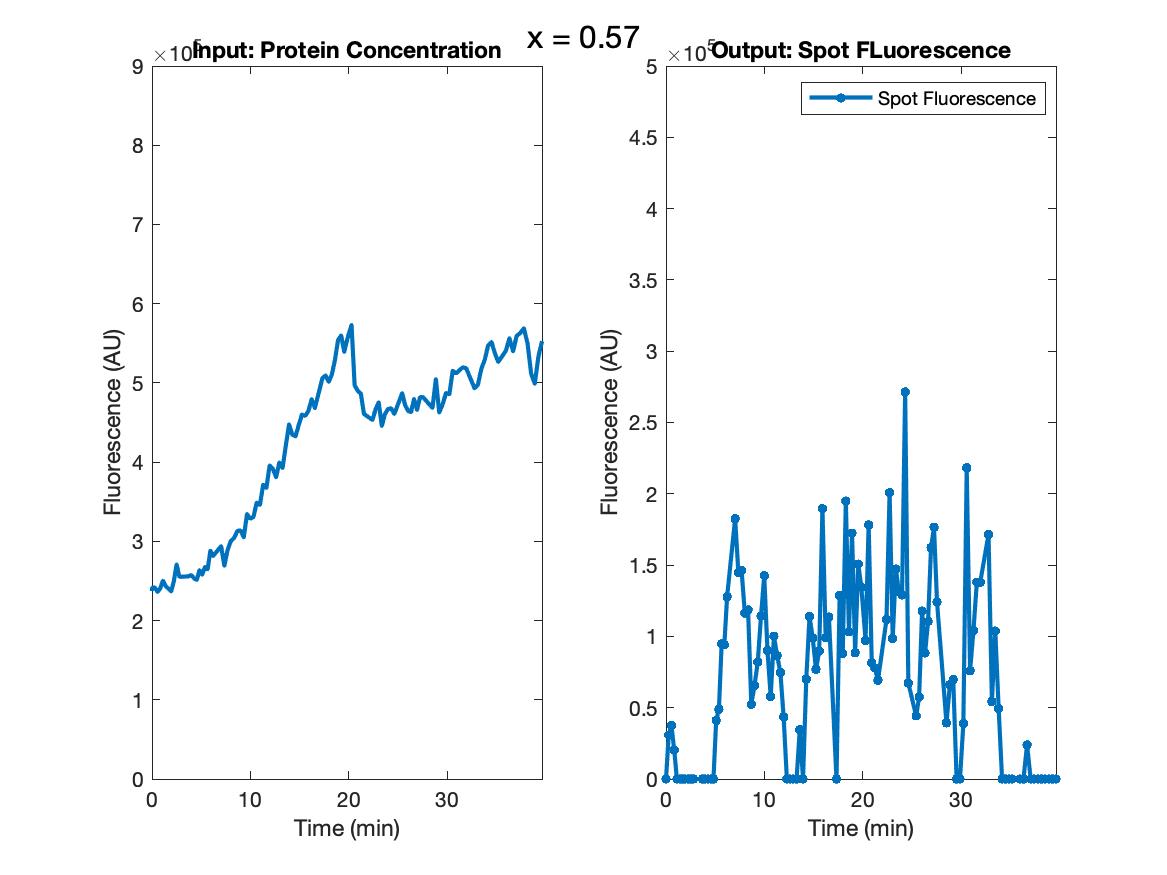 x = 0.57
×10⁵
Input: Protein Concentration
9
8
7
6
5
4
3
2
1
0
Fluorescence (AU)
0 10 20 30
Time (min)
×10⁵
Output: Spot FLuorescence
Spot Fluorescence
5
4.5
4
3.5
3
2.5
2
1.5
1
0.5
0
Fluorescence (AU)
0 10 20 30
Time (min)